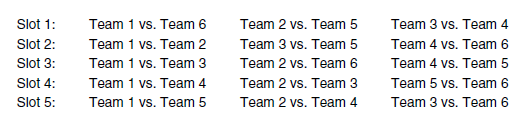 Slot 1: Team 1 vs. Team 6 Team 2 vs. Team 5 Team 3 vs. Team 4
Slot 2: Team 1 vs. Team 2 Team 3 vs. Team 5 Team 4 vs. Team 6
Slot 3: Team 1 vs. Team 3 Team 2 vs. Team 6 Team 4 vs. Team 5
Slot 4: Team 1 vs. Team 4 Team 2 vs. Team 3 Team 5 vs. Team 6
Slot 5: Team 1 vs. Team 5 Team 2 vs. Team 4 Team 3 vs. Team 6